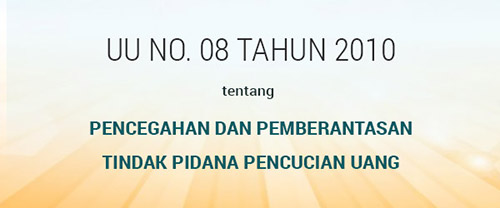 UU NO. 08 TAHUN 2010
tentang
PENCEGAHAN DAN PEMBERANTASAN
TINDAK PIDANA PENCUCIAN UANG